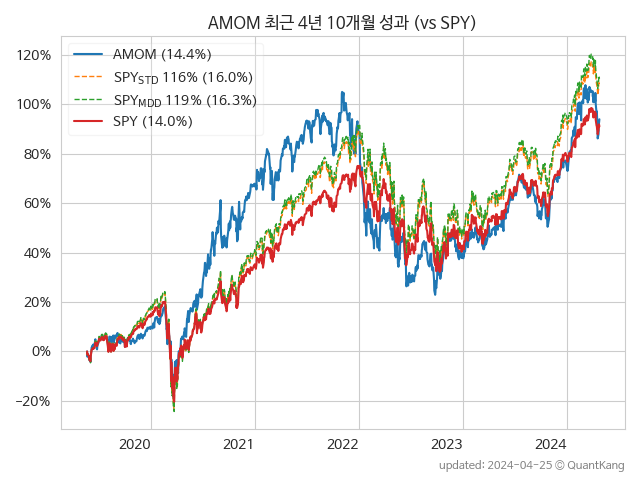 AMOM 최근 4년 10개월 성과 (vs SPY)
AMOM (14.4%)
SPY_STD 116% (16.0%)
SPY_MDD 119% (16.3%)
SPY (14.0%)
120%
100%
80%
60%
40%
20%
0%
−20%
2020 2021 2022 2023 2024
updated: 2024-04-25 © QuantKang